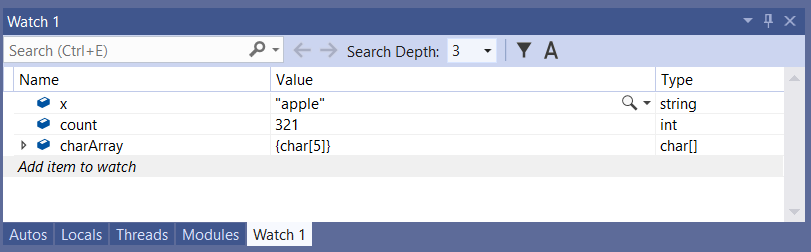 Watch 1
Search (Ctrl+E) Search Depth: 3 A
Name Value Type
x "apple" string
count 321 int
charArray {char[5]} char[]
Add item to watch
Autos Locals Threads Modules Watch 1